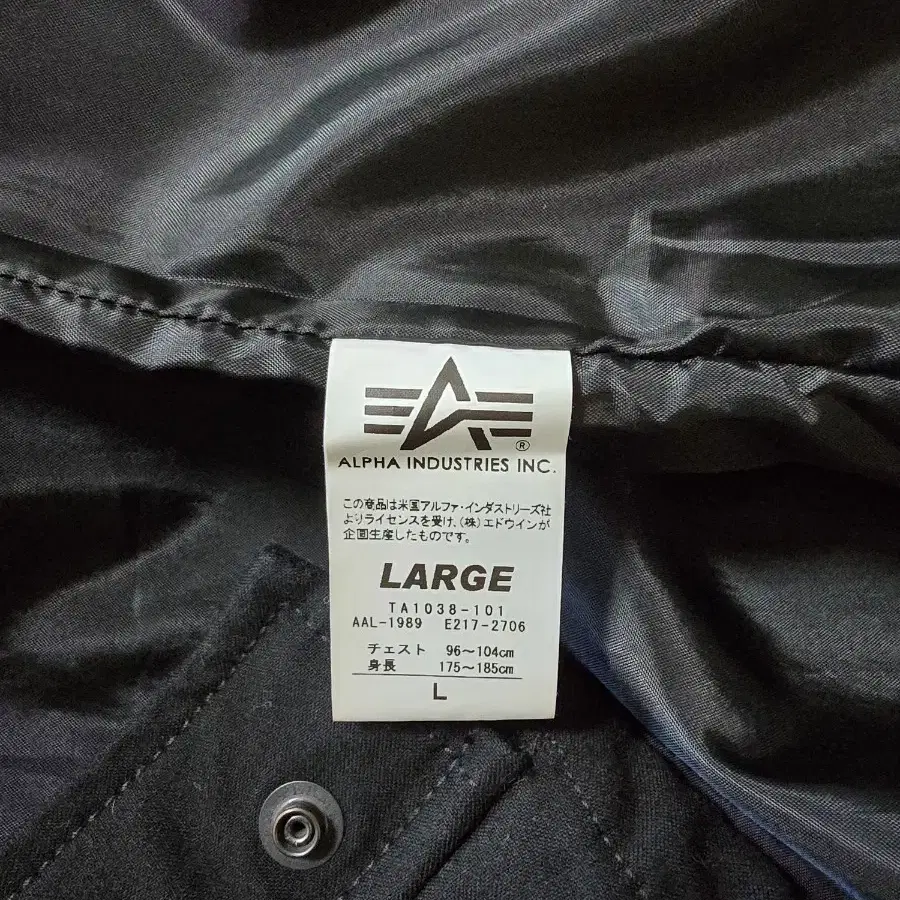 ALPHA INDUSTRIES INC.
この商品は米国アルファ・インダストリーズ社
よりライセンスを受け、(株)エドウインが
企画生産したものです。
LARGE
TA1038-101
AAL-1989 E217-2706
チェスト 96~104cm
身長 175~185cm
L